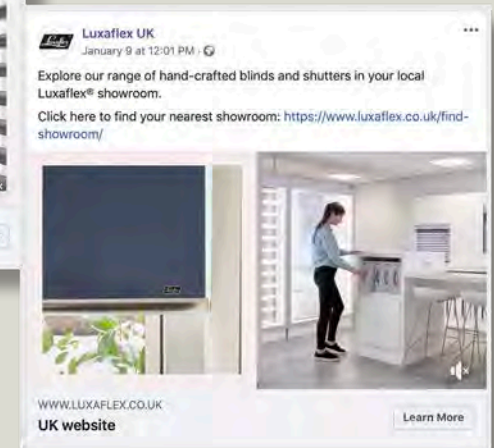 Luxaflex
Luxaflex UK
January 9 at 12:01 PM ·
Explore our range of hand-crafted blinds and shutters in your local
Luxaflex® showroom.
Click here to find your nearest showroom: https://www.luxaflex.co.uk/find-
showroom/
Luxaflex
WWW.LUXAFLEX.CO.UK
UK website
Learn More